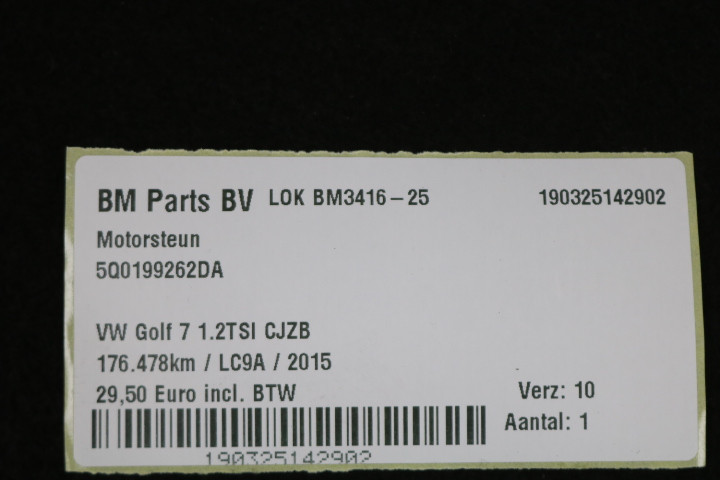 BM Parts BV LOK BM3416-25 190325142902
Motorsteun
5Q0199262DA
VW Golf 7 1.2TSI CJZB
176.478km / LC9A / 2015
29,50 Euro incl. BTW Verz: 10
Aantal: 1
190325142902